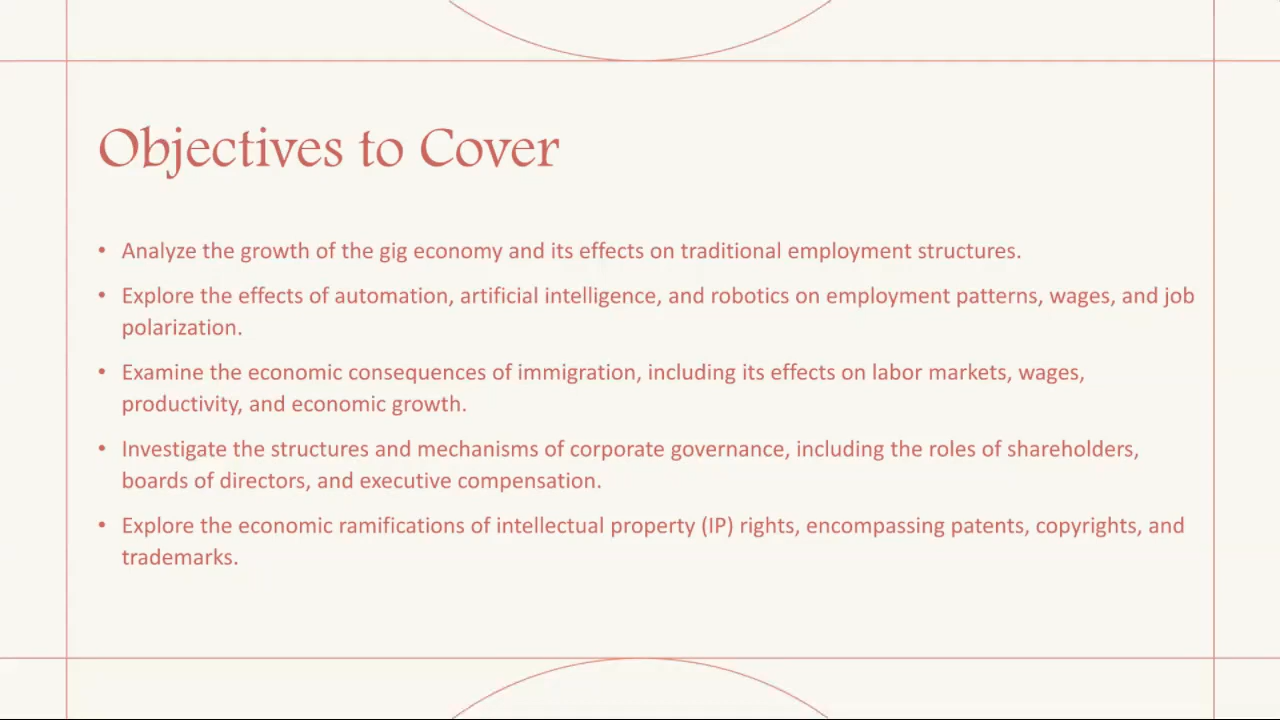 Objectives to Cover
• Analyze the growth of the gig economy and its effects on traditional employment structures.
• Explore the effects of automation, artificial intelligence, and robotics on employment patterns, wages, and job
polarization.
• Examine the economic consequences of immigration, including its effects on labor markets, wages,
productivity, and economic growth.
• Investigate the structures and mechanisms of corporate governance, including the roles of shareholders,
boards of directors, and executive compensation.
• Explore the economic ramifications of intellectual property (IP) rights, encompassing patents, copyrights, and
trademarks.